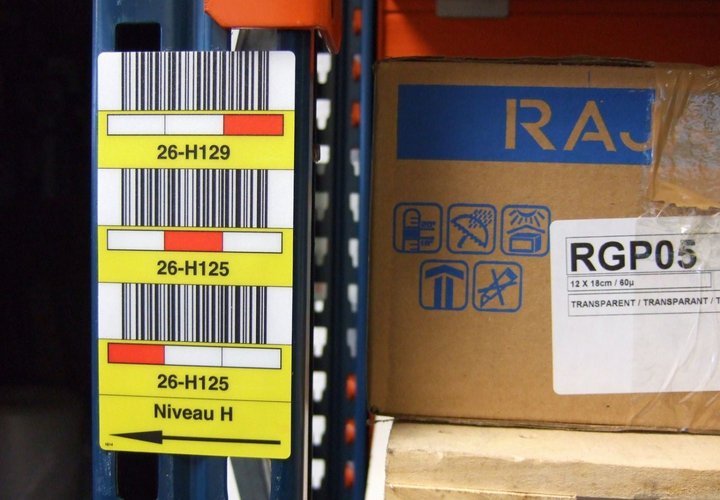 26-H129
26-H125
26-H125
Niveau H
RAJ
RGP05
12 X 18cm / 60µ
TRANSPARENT / TRANSPARANT /